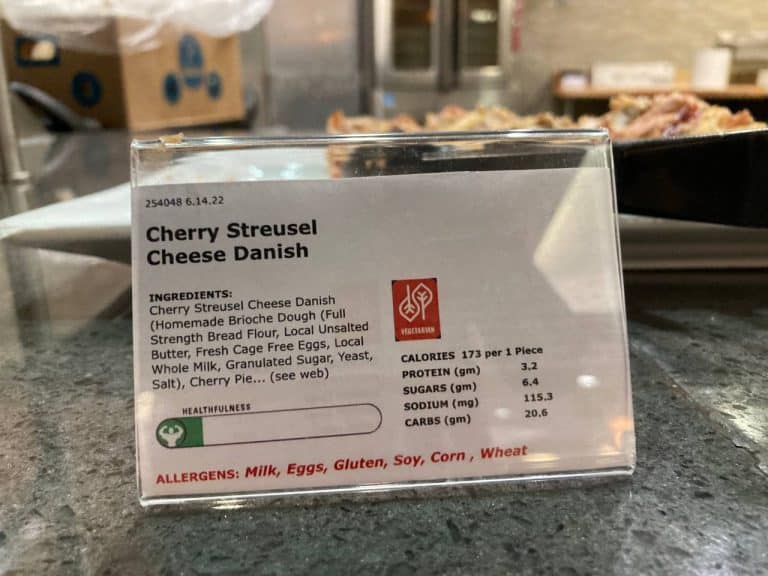 254048 6.14.22
Cherry Streusel
Cheese Danish
INGREDIENTS:
Cherry Streusel Cheese Danish
(Homemade Brioche Dough (Full
Strength Bread Flour, Local Unsalted
Butter, Fresh Cage Free Eggs, Local
Whole Milk, Granulated Sugar, Yeast,
Salt), Cherry Pie... (see web)
HEALTHFULNESS
VEGETARIAN
CALORIES 173 per 1 Piece
PROTEIN (gm) 3.2
SUGARS (gm) 6.4
SODIUM (mg) 115.3
CARBS (gm) 20.6
ALLERGENS: Milk, Eggs, Gluten, Soy, Corn , Wheat